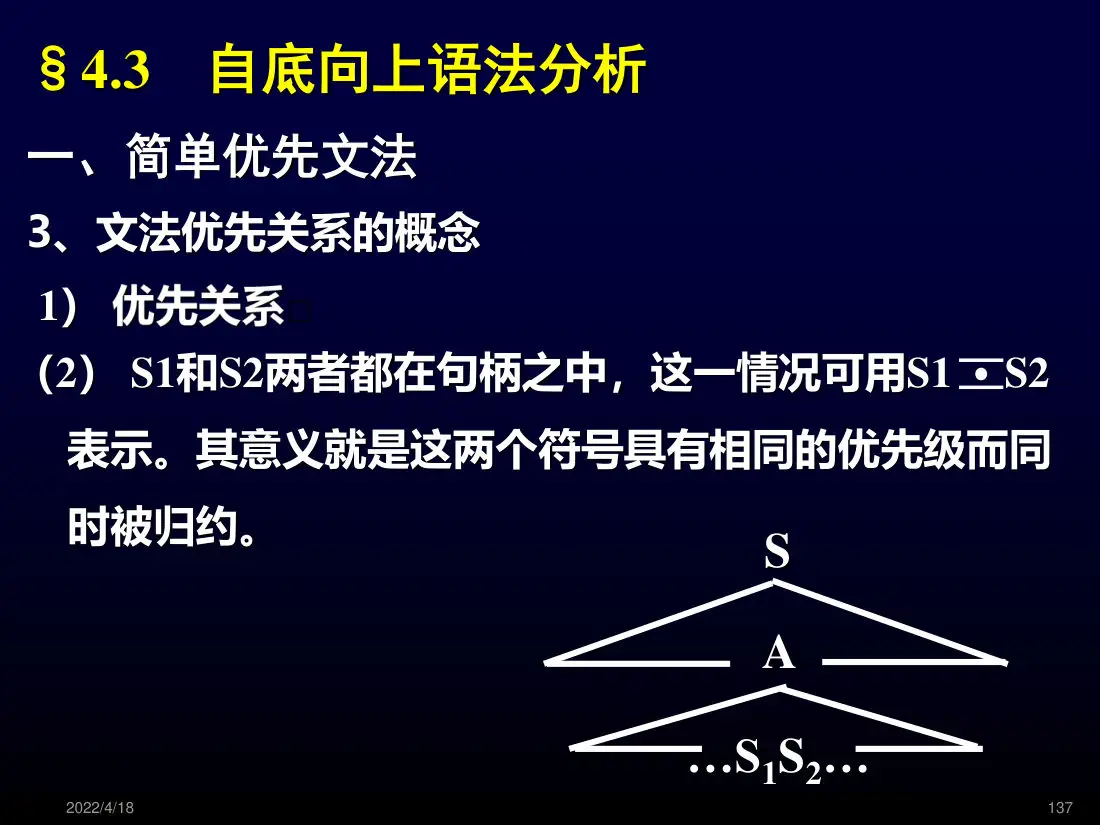 §4.3 自底向上语法分析
一、简单优先文法
3、文法优先关系的概念
1） 优先关系
（2） S1和S2两者都在句柄之中，这一情况可用S1≐S2
表示。其意义就是这两个符号具有相同的优先级而同
时被归约。
S
A
…S₁S₂…
2022/4/18
137